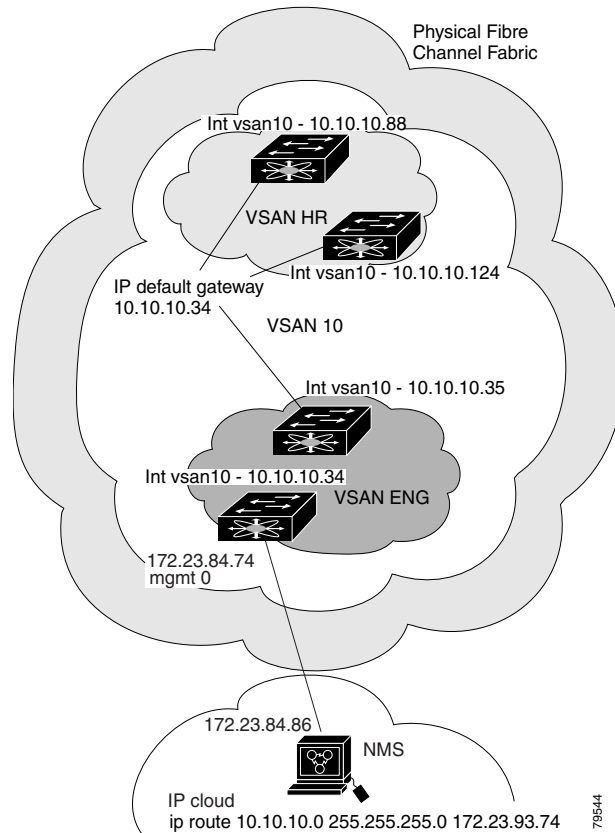 Physical Fibre
Channel Fabric
Int vsan10 - 10.10.10.88
VSAN HR
Int vsan10 - 10.10.10.124
IP default gateway
10.10.10.34
VSAN 10
Int vsan10 - 10.10.10.35
Int vsan10 - 10.10.10.34
VSAN ENG
172.23.84.74
mgmt 0
172.23.84.86
NMS
IP cloud
ip route 10.10.10.0 255.255.255.0 172.23.93.74
79544